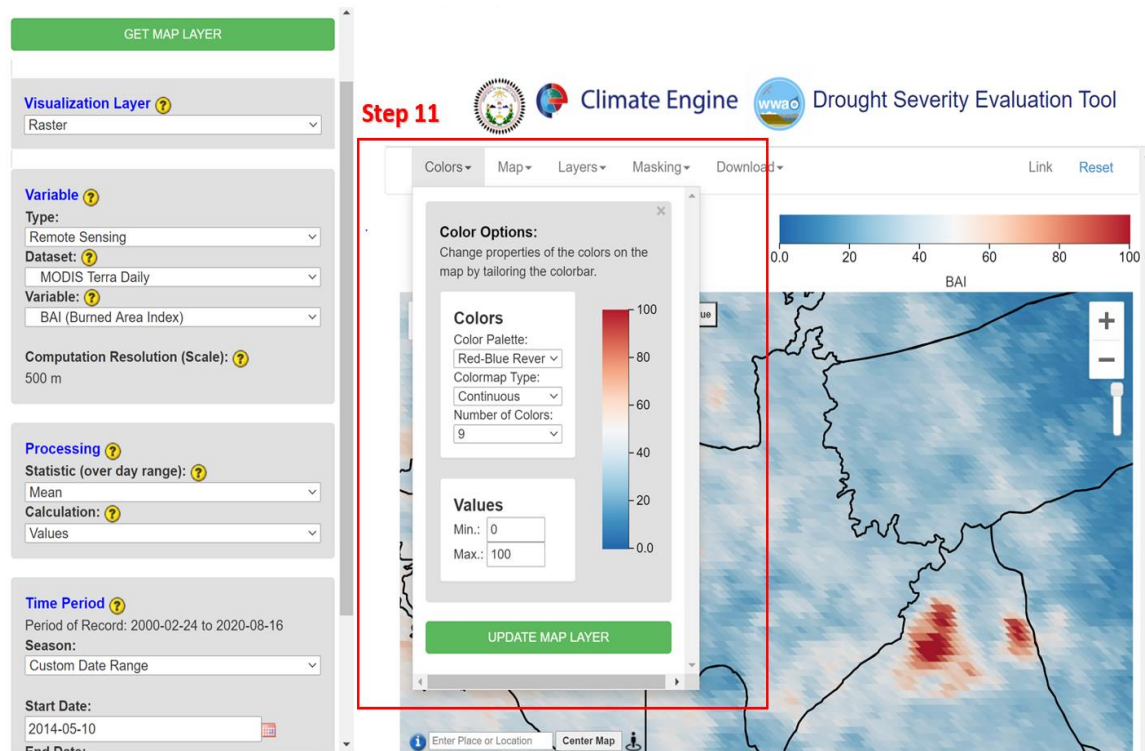 GET MAP LAYER
Visualization Layer ?
Raster
Variable ?
Type:
Remote Sensing
Dataset: ?
MODIS Terra Daily
Variable: ?
BAI (Burned Area Index)
Computation Resolution (Scale): ?
500 m
Processing ?
Statistic (over day range): ?
Mean
Calculation: ?
Values
Time Period ?
Period of Record: 2000-02-24 to 2020-08-16
Season:
Custom Date Range
Start Date:
2014-05-10
End Date:
Step 11
Climate Engine
wwao
Drought Severity Evaluation Tool
Colors Map Layers Masking Download Link Reset
Color Options:
Change properties of the colors on the
map by tailoring the colorbar.
Colors
Color Palette:
Red-Blue Rever
Colormap Type:
Continuous
Number of Colors:
9
Values
Min.: 0
Max.: 100
100
80
60
40
20
0.0
UPDATE MAP LAYER
0.0 20 40 60 80 100
BAI
ue
+
−
i Enter Place or Location Center Map